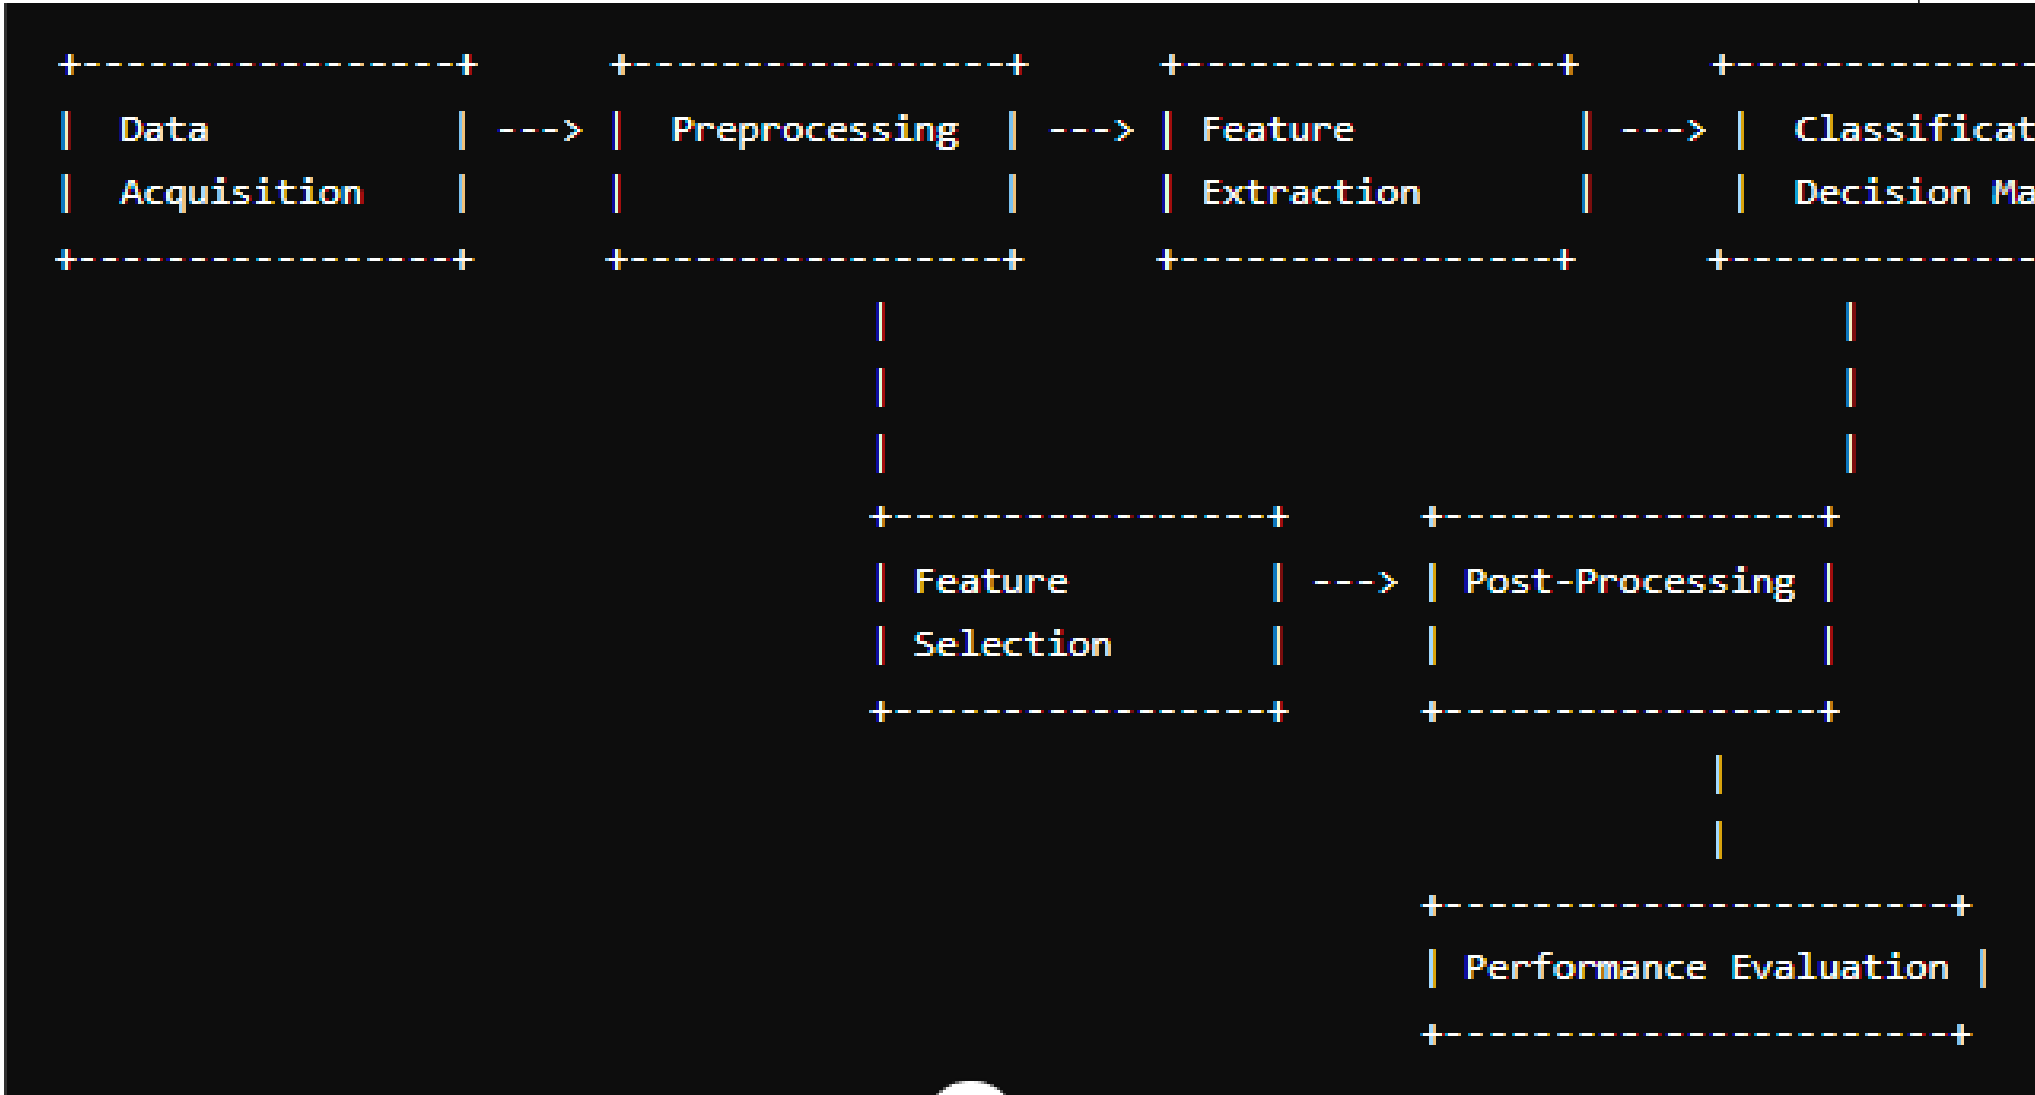 +-----------------+      +-----------------+      +-----------------+      +--------------
|  Data           | ---> |  Preprocessing  | ---> | Feature          | ---> |  Classificat
|  Acquisition    |      |                 |      | Extraction       |      |  Decision Ma
+-----------------+      +-----------------+      +-----------------+      +--------------
                                     |                                           |
                                     |                                           |
                                     |                                           |
                                     +-----------------+      +-----------------+
                                     | Feature         | ---> | Post-Processing |
                                     | Selection       |      |                 |
                                     +-----------------+      +-----------------+
                                                                           |
                                                                           |
                                                              +-----------------------+
                                                              | Performance Evaluation |
                                                              +-----------------------+